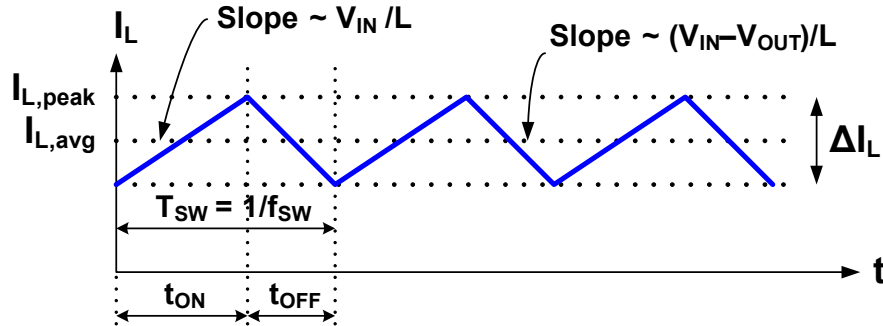 Slope ~ VIN /L
IL
Slope ~ (VIN–VOUT)/L
IL,peak
IL,avg
ΔIL
TSW = 1/fSW
t
tON
tOFF